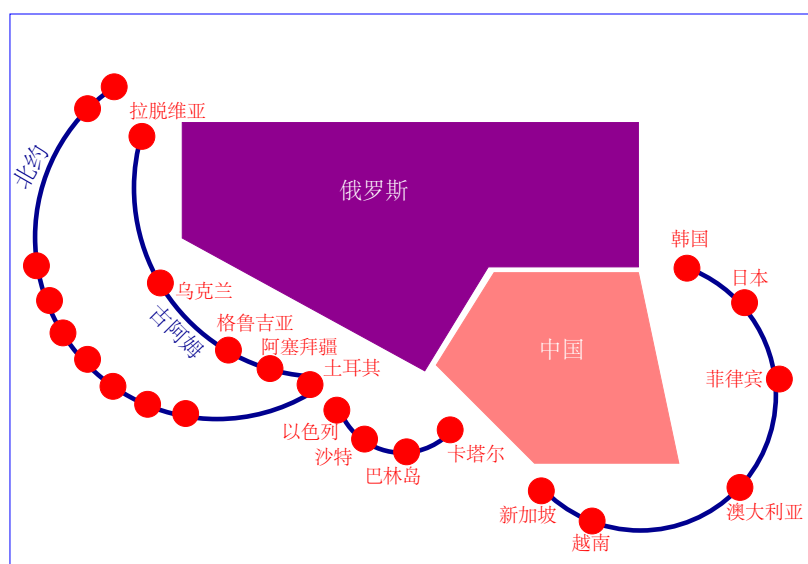 拉脱维亚
北约
俄罗斯
韩国
日本
乌克兰
古阿姆
格鲁吉亚
阿塞拜疆
土耳其
中国
菲律宾
以色列
沙特
巴林岛
卡塔尔
新加坡
越南
澳大利亚